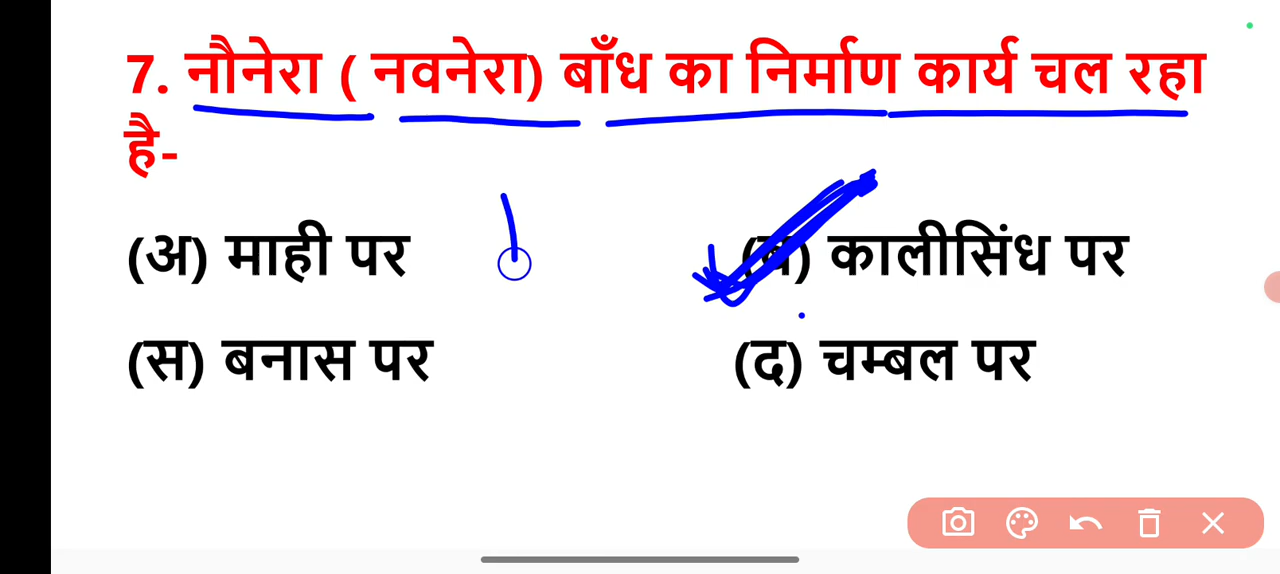 7. नौनेरा ( नवनेरा) बाँध का निर्माण कार्य चल रहा
है-
(अ) माही पर
(ब) कालीसिंध पर
(स) बनास पर
(द) चम्बल पर